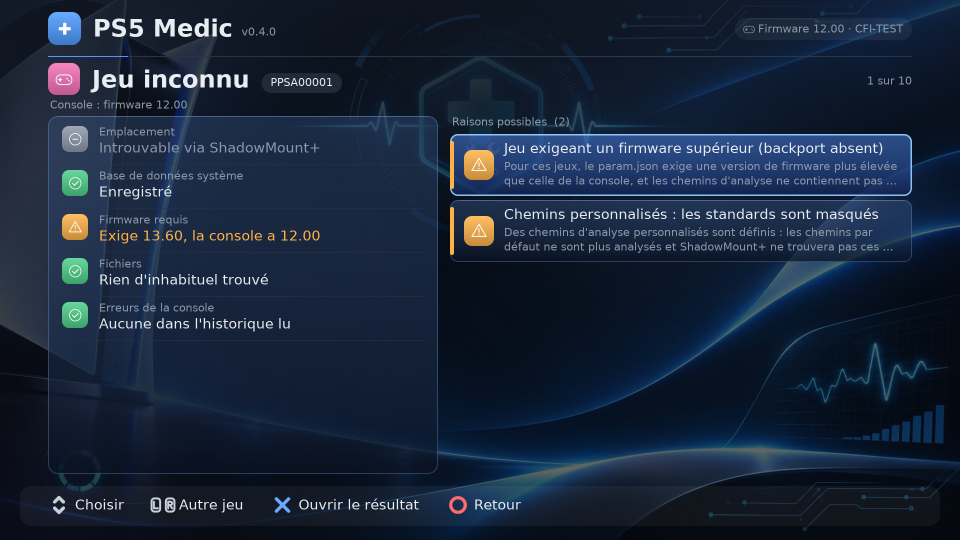 PS5 Medic v0.4.0
Firmware 12.00 · CFI-TEST
Jeu inconnu PPSA00001
1 sur 10
Console : firmware 12.00
Emplacement
Introuvable via ShadowMount+
Base de données système
Enregistré
Firmware requis
Exige 13.60, la console a 12.00
Fichiers
Rien d'inhabituel trouvé
Erreurs de la console
Aucune dans l'historique lu
Raisons possibles (2)
Jeu exigeant un firmware supérieur (backport absent)
Pour ces jeux, le param.json exige une version de firmware plus élevée
que celle de la console, et les chemins d'analyse ne contiennent pas ...
Chemins personnalisés : les standards sont masqués
Des chemins d'analyse personnalisés sont définis : les chemins par
défaut ne sont plus analysés et ShadowMount+ ne trouvera pas ces ...
Choisir
L R Autre jeu
Ouvrir le résultat
Retour